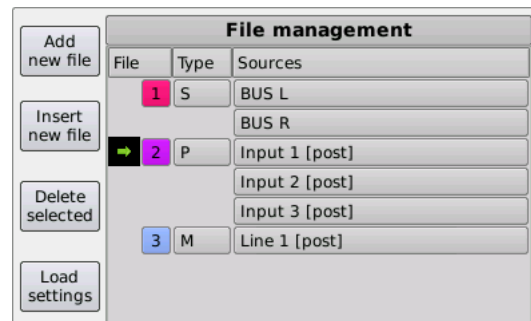 Add
new file
Insert
new file
Delete
selected
Load
settings
File management
File Type Sources
1 S BUS L
BUS R
2 P Input 1 [post]
Input 2 [post]
Input 3 [post]
3 M Line 1 [post]